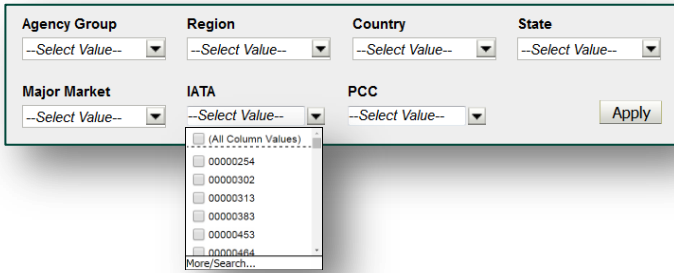 Agency Group Region Country State
--Select Value-- --Select Value-- --Select Value-- --Select Value--
Major Market IATA PCC
--Select Value-- --Select Value-- --Select Value-- Apply
(All Column Values)
00000254
00000302
00000313
00000383
00000453
00000464
More/Search...